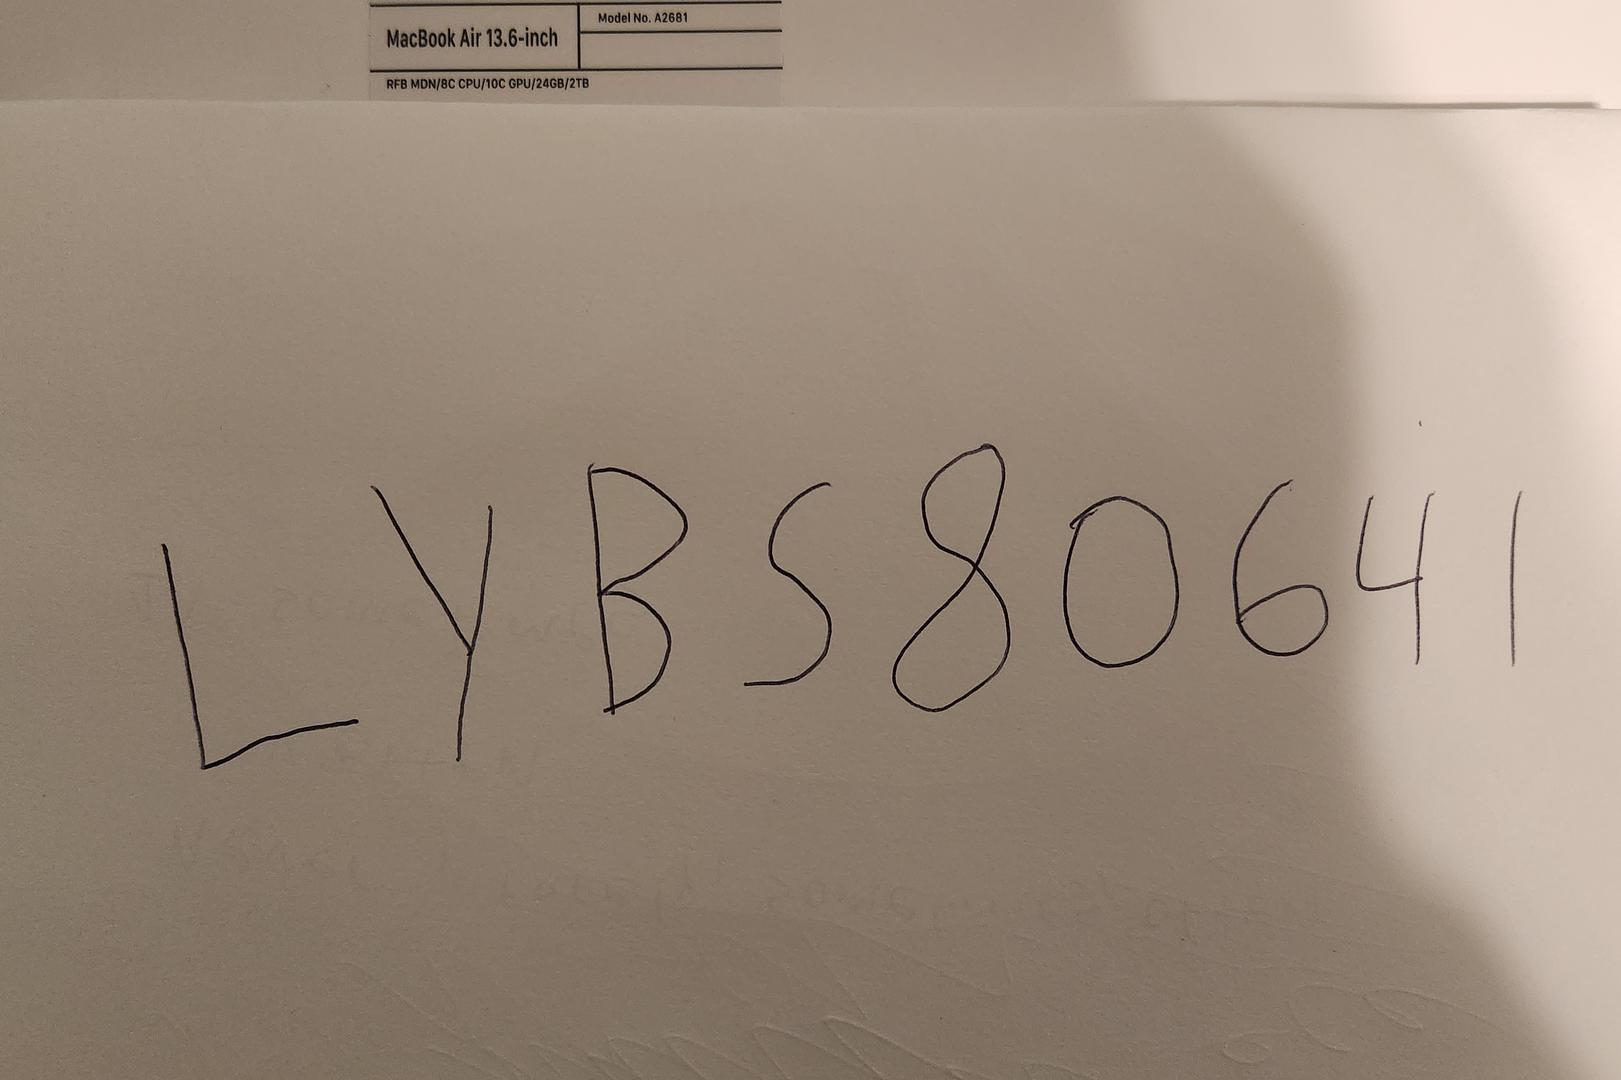 MacBook Air 13.6-inch
Model No. A2681
RFB MDN/8C CPU/10C GPU/24GB/2TB
LYBS80641